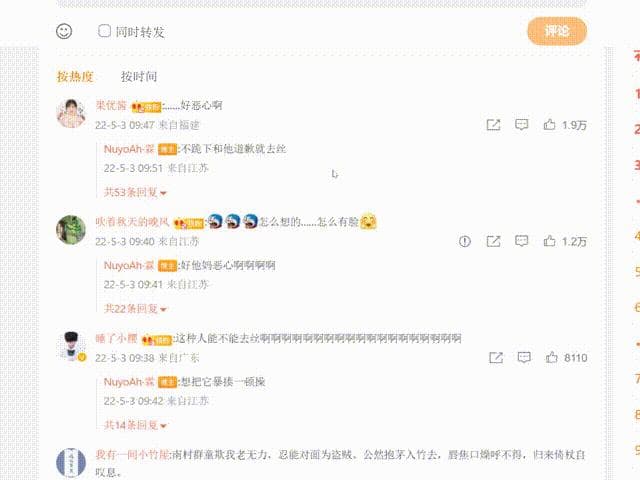 同时转发
评论
按热度 按时间
果优酱 铁粉:……好恶心啊
22-5-3 09:47 来自福建
1.9万
NuyoAh-霖 博主:不跪下和他道歉就去丝
22-5-3 09:51 来自江苏
共53条回复
吹着秋天的晚风 铁粉:怎么想的……怎么有脸
22-5-3 09:40 来自江苏
1.2万
NuyoAh-霖 博主:好他妈恶心啊啊啊啊
22-5-3 09:41 来自江苏
共22条回复
睡了小樱 铁粉:这种人能不能去丝啊啊啊啊啊啊啊啊啊啊啊啊啊啊啊啊啊啊啊
22-5-3 09:38 来自广东
8110
NuyoAh-霖 博主:想把它暴揍一顿操
22-5-3 09:42 来自江苏
共14条回复
我有一间小竹屋:南村群童欺我老无力，忍能对面为盗贼。公然抱茅入竹去，唇焦口燥呼不得，归来倚杖自
叹息。